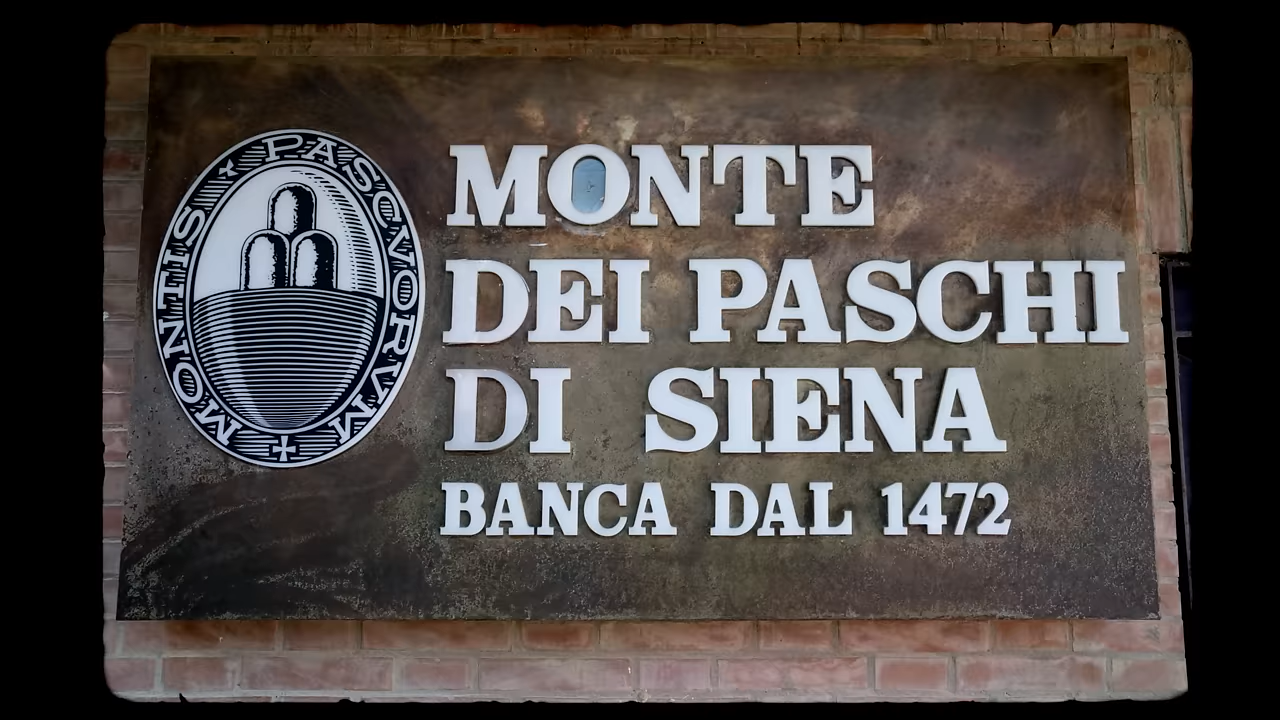 MONTIS PASCVORVM
MONTE
DEI PASCHI
DI SIENA
BANCA DAL 1472